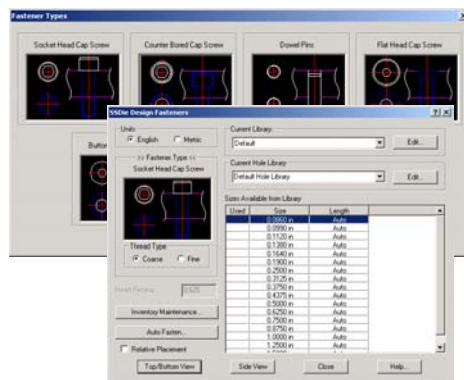 Fastener Types
Socket Head Cap Screw
Counter Bored Cap Screw
Dowel Pins
Flat Head Cap Screw
Button
SSDie Design Fasteners
Units
English
Metric
>> Fastener Type <<
Socket Head Cap Screw
Thread Type
Coarse
Fine
0.625
Inventory Maintenance...
Auto Fasten...
Relative Placement
Current Library
Default
Edit...
Current Hole Library
Default Hole Library
Edit...
Sizes Available from Library
Used Size Length
0.0860 in Auto
0.0990 in Auto
0.1120 in Auto
0.1380 in Auto
0.1640 in Auto
0.1900 in Auto
0.2500 in Auto
0.3125 in Auto
0.3750 in Auto
0.4375 in Auto
0.5000 in Auto
0.6250 in Auto
0.7500 in Auto
0.8750 in Auto
1.0000 in Auto
1.2500 in Auto
Top/Bottom View
Side View
Close
Help...